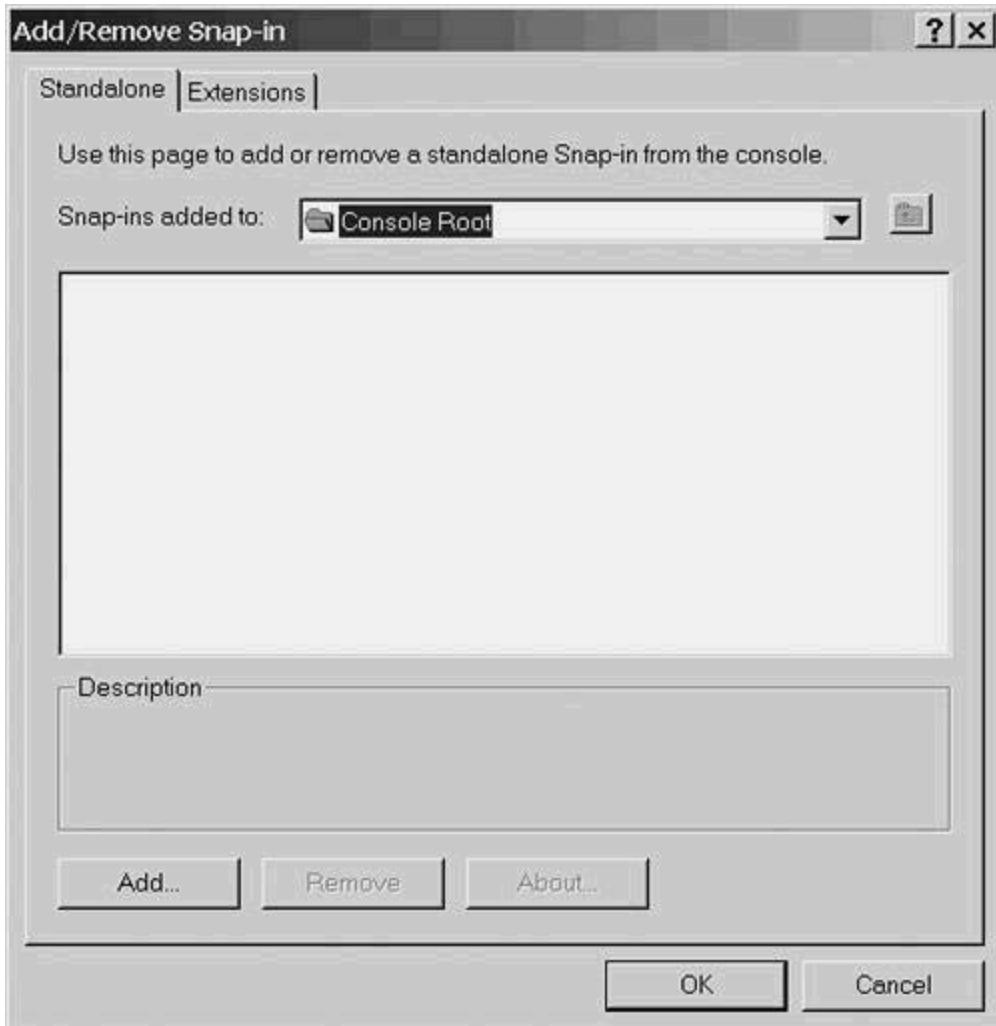 Add/Remove Snap-in
Standalone Extensions
Use this page to add or remove a standalone Snap-in from the console.
Snap-ins added to: Console Root
Description
Add... Remove About...
OK Cancel